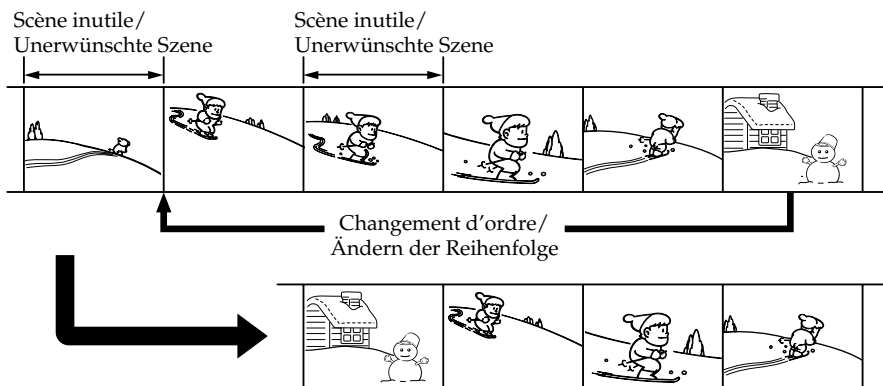 Scène inutile/
Unerwünschte Szene
Scène inutile/
Unerwünschte Szene
Changement d'ordre/
Ändern der Reihenfolge